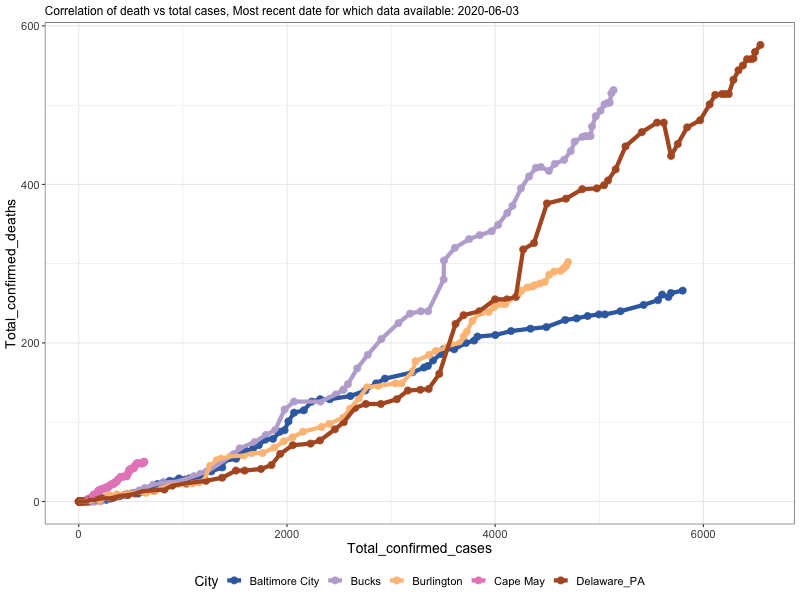 Correlation of death vs total cases, Most recent date for which data available: 2020-06-03
600
400
200
0
Total_confirmed_deaths
0 2000 4000 6000
Total_confirmed_cases
City Baltimore City Bucks Burlington Cape May Delaware_PA